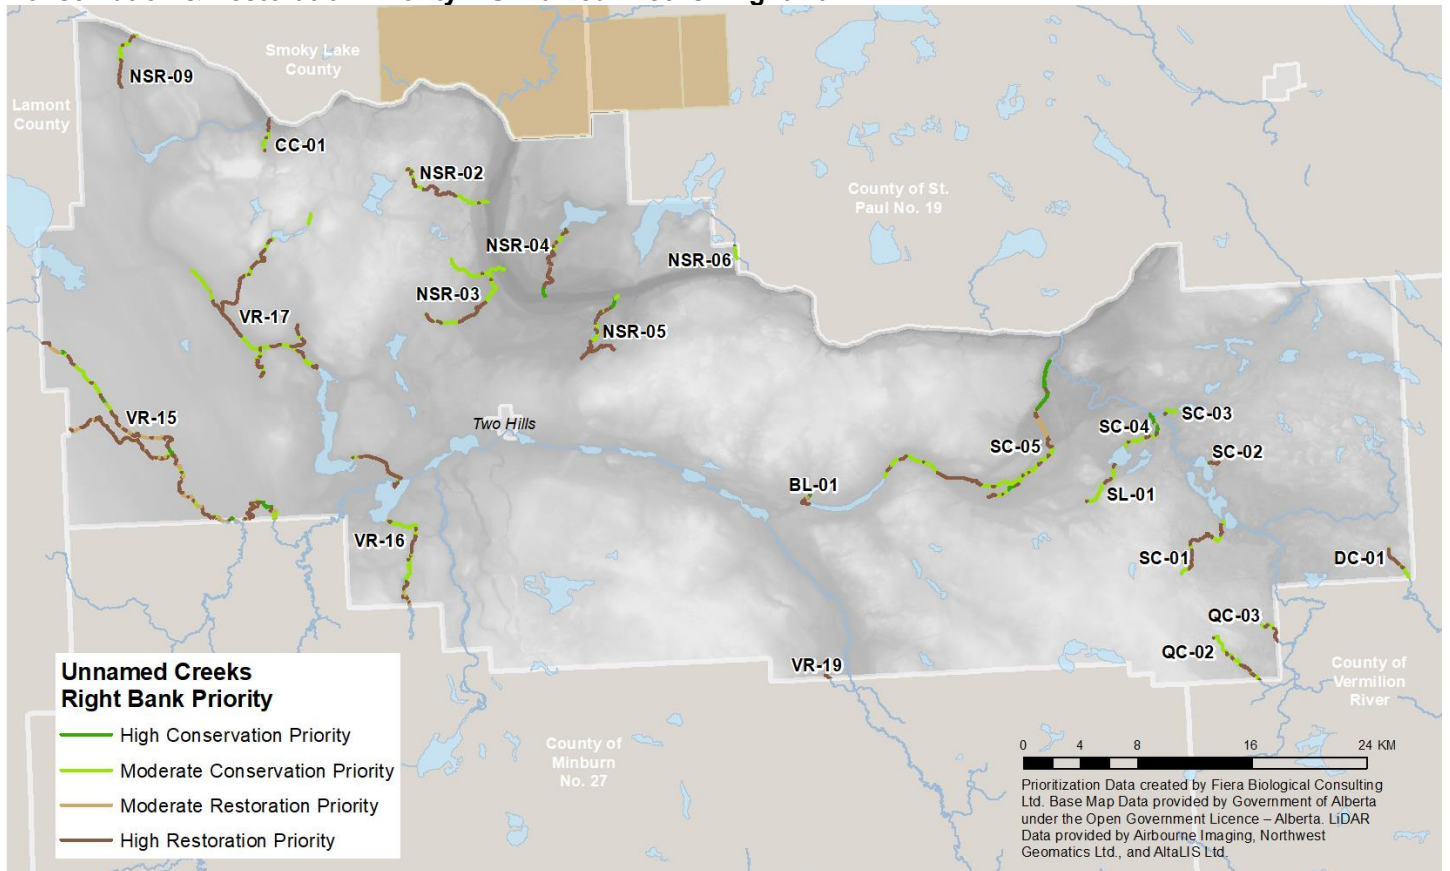 Smoky Lake
County
NSR-09
Lamont
County
CC-01
NSR-02
County of St.
Paul No. 19
NSR-04
NSR-06
NSR-03
VR-17
NSR-05
VR-15
Two Hills
SC-03
SC-04
SC-05
SC-02
BL-01
SL-01
VR-16
SC-01
DC-01
QC-03
QC-02
VR-19
County of
Vermilion
River
County of
Minburn
No. 27
Unnamed Creeks
Right Bank Priority
High Conservation Priority
Moderate Conservation Priority
Moderate Restoration Priority
High Restoration Priority
0 4 8 16 24 KM
Prioritization Data created by Fiera Biological Consulting
Ltd. Base Map Data provided by Government of Alberta
under the Open Government Licence – Alberta. LiDAR
Data provided by Airbourne Imaging, Northwest
Geomatics Ltd., and AltaLIS Ltd.